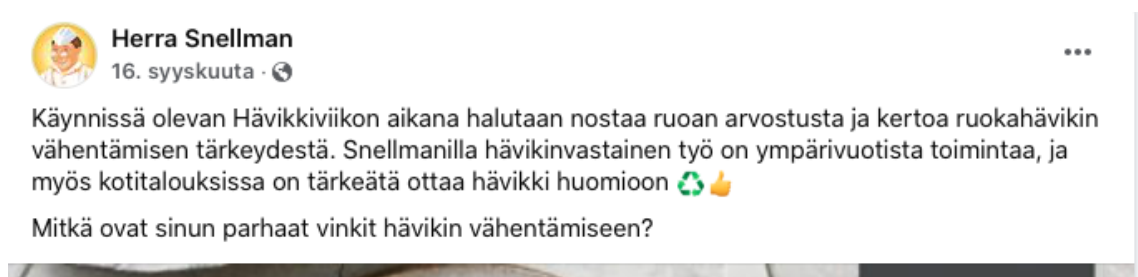 Herra Snellman
16. syyskuuta ·
Käynnissä olevan Hävikkiviikon aikana halutaan nostaa ruoan arvostusta ja kertoa ruokahävikin
vähentämisen tärkeydestä. Snellmanilla hävikinvastainen työ on ympärivuotista toimintaa, ja
myös kotitalouksissa on tärkeätä ottaa hävikki huomioon ♻️👍
Mitkä ovat sinun parhaat vinkit hävikin vähentämiseen?